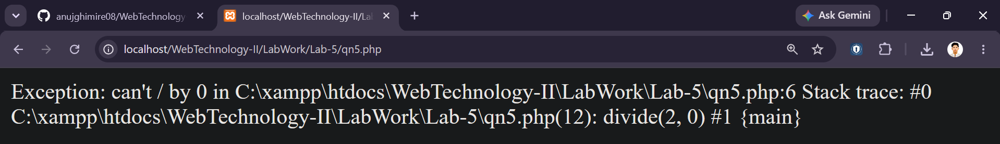 anujghimire08/WebTechnology
localhost/WebTechnology-II/La
Ask Gemini
localhost/WebTechnology-II/LabWork/Lab-5/qn5.php
Exception: can't / by 0 in C:\xampp\htdocs\WebTechnology-II\LabWork\Lab-5\qn5.php:6 Stack trace: #0
C:\xampp\htdocs\WebTechnology-II\LabWork\Lab-5\qn5.php(12): divide(2, 0) #1 {main}